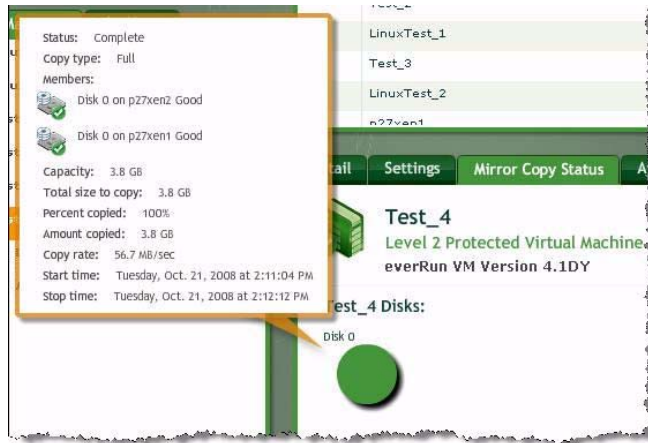 Status: Complete
Copy type: Full
Members:
Disk 0 on p27xen2 Good
Disk 0 on p27xen1 Good
Capacity: 3.8 GB
Total size to copy: 3.8 GB
Percent copied: 100%
Amount copied: 3.8 GB
Copy rate: 56.7 MB/sec
Start time: Tuesday, Oct. 21, 2008 at 2:11:04 PM
Stop time: Tuesday, Oct. 21, 2008 at 2:12:12 PM
LinuxTest_1
Test_3
LinuxTest_2
p27xen1
Settings
Mirror Copy Status
Test_4
Level 2 Protected Virtual Machine
everRun VM Version 4.1DY
Test_4 Disks:
Disk 0